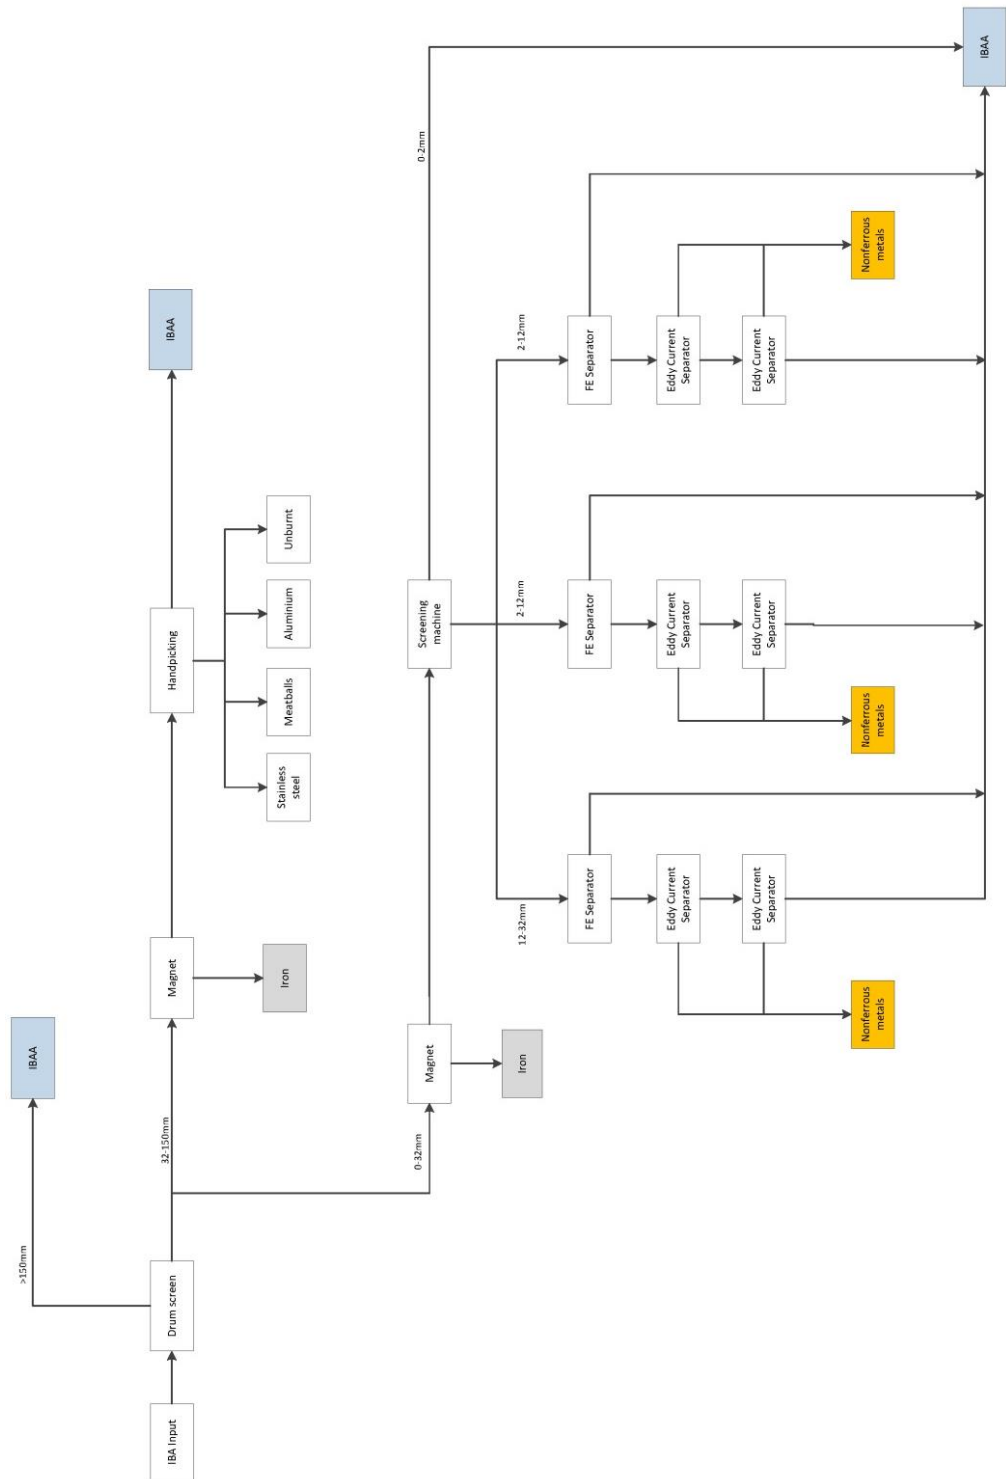 IBA Input
Drum screen
>150mm
IBAA
32-150mm
Magnet
Iron
Handpicking
Stainless
steel
Meatballs
Aluminium
Unburnt
IBAA
0-32mm
Magnet
Iron
Screening
machine
0-2mm
IBAA
12-32mm
FE Separator
Eddy Current
Separator
Eddy Current
Separator
Nonferrous
metals
2-12mm
FE Separator
Eddy Current
Separator
Eddy Current
Separator
Nonferrous
metals
2-12mm
FE Separator
Eddy Current
Separator
Eddy Current
Separator
Nonferrous
metals